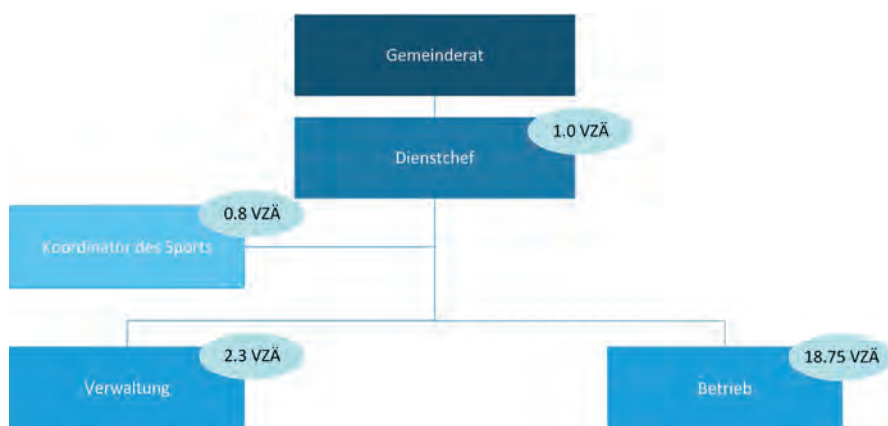 Gemeinderat
1.0 VZÄ
Dienstchef
0.8 VZÄ
Koordinator des Sports
2.3 VZÄ
Verwaltung
18.75 VZÄ
Betrieb